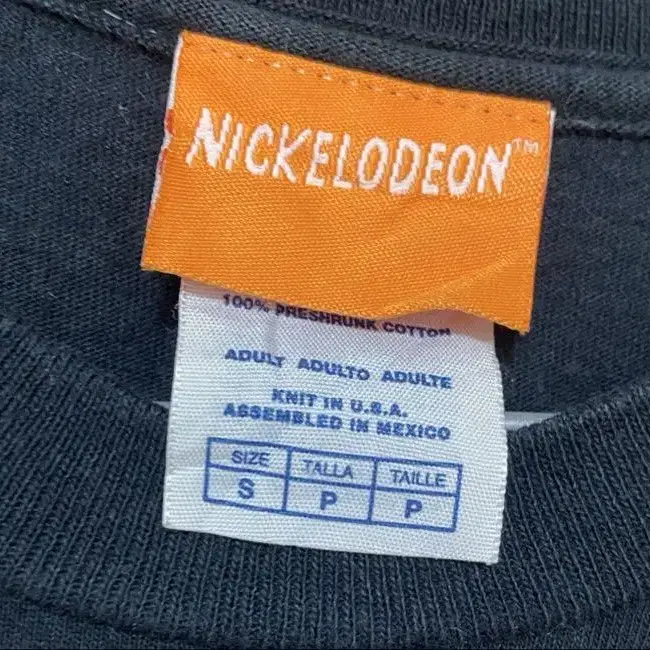 NICKELODEON™
100% PRESHRUNK COTTON
ADULT ADULTO ADULTE
KNIT IN U.S.A.
ASSEMBLED IN MEXICO
SIZE TALLA TAILLE
S P P